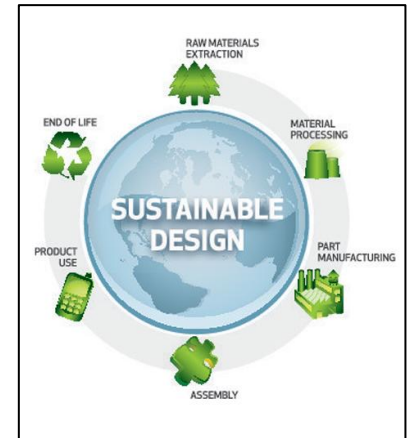 RAW MATERIALS
EXTRACTION
MATERIAL
PROCESSING
PART
MANUFACTURING
ASSEMBLY
PRODUCT
USE
END OF LIFE
SUSTAINABLE
DESIGN